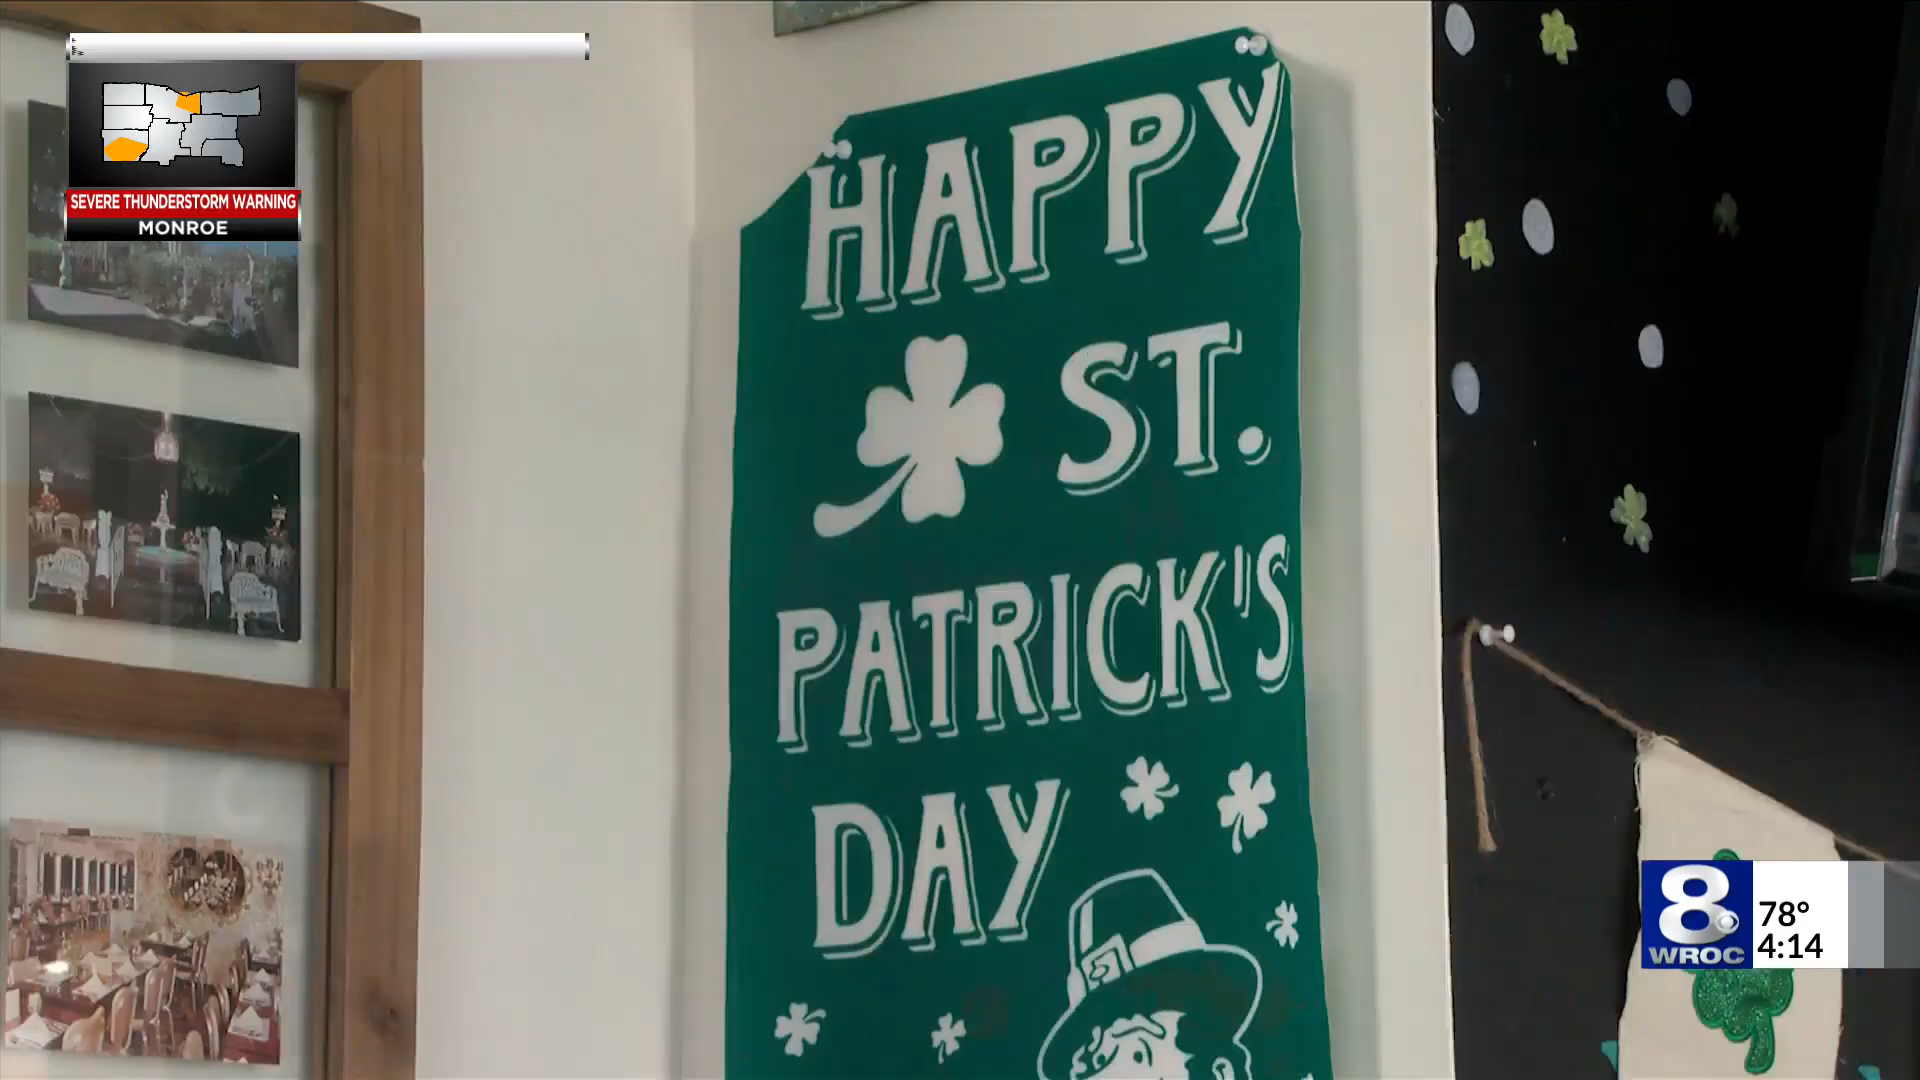 SEVERE THUNDERSTORM WARNING
MONROE
HAPPY
ST.
PATRICK'S
DAY
8
WROC
78°
4:14